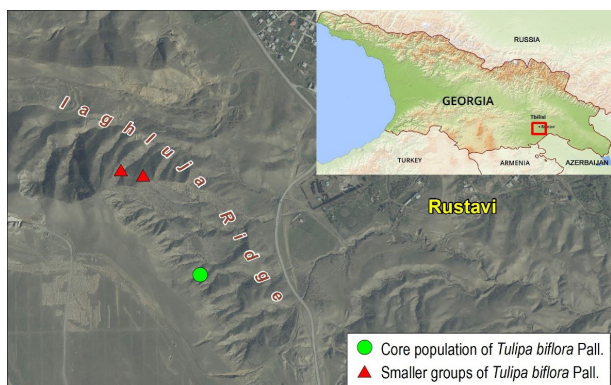 Iaghluja Ridge
RUSSIA
GEORGIA
Tbilisi
TURKEY
ARMENIA
AZERBAIJAN
Rustavi
Core population of Tulipa biflora Pall.
Smaller groups of Tulipa biflora Pall.